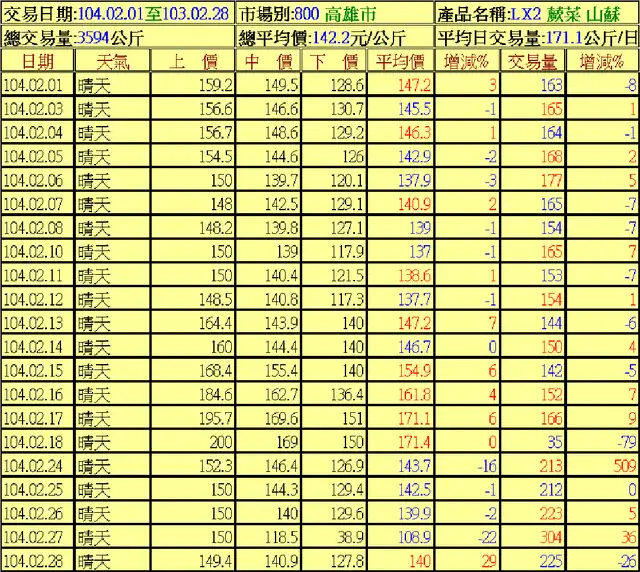 交易日期:104.02.01至103.02.28 市場別:800 高雄市 產品名稱:LX2 蕨菜 山蘇
總交易量:3594公斤 總平均價:142.2元/公斤 平均日交易量:171.1公斤/日
日期 天氣 上價 中價 下價 平均價 增減% 交易量 增減%
104.02.01 晴天 159.2 149.5 128.6 147.2 3 163 -8
104.02.03 晴天 156.6 146.6 130.7 145.5 -1 165 1
104.02.04 晴天 156.7 148.6 129.2 146.3 1 164 -1
104.02.05 晴天 154.5 144.6 126 142.9 -2 168 2
104.02.06 晴天 150 139.7 120.1 137.9 -3 177 5
104.02.07 晴天 148 142.5 129.1 140.9 2 165 -7
104.02.08 晴天 148.2 139.8 127.1 139 -1 154 -7
104.02.10 晴天 150 139 117.9 137 -1 165 7
104.02.11 晴天 150 140.4 121.5 138.6 1 153 -7
104.02.12 晴天 148.5 140.8 117.3 137.7 -1 154 1
104.02.13 晴天 164.4 143.9 140 147.2 7 144 -6
104.02.14 晴天 160 144.4 140 146.7 0 150 4
104.02.15 晴天 168.4 155.4 140 154.9 6 142 -5
104.02.16 晴天 184.6 162.7 136.4 161.8 4 152 7
104.02.17 晴天 195.7 169.6 151 171.1 6 166 9
104.02.18 晴天 200 169 150 171.4 0 35 -79
104.02.24 晴天 152.3 146.4 126.9 143.7 -16 213 509
104.02.25 晴天 150 144.3 129.4 142.5 -1 212 0
104.02.26 晴天 150 140 129.6 139.9 -2 223 5
104.02.27 晴天 150 118.5 38.9 108.9 -22 304 36
104.02.28 晴天 149.4 140.9 127.8 140 29 225 -26